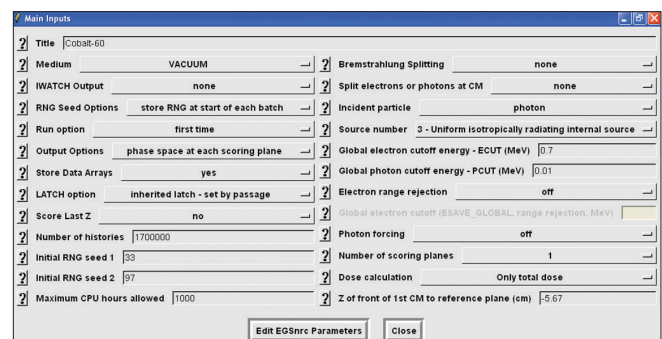 Main Inputs
? Title Cobalt-60
? Medium VACUUM
? IWATCH Output none
? RNG Seed Options store RNG at start of each batch
? Run option first time
? Output Options phase space at each scoring plane
? Store Data Arrays yes
? LATCH option inherited latch - set by passage
? Score Last Z no
? Number of histories 1700000
? Initial RNG seed 1 33
? Initial RNG seed 2 97
? Maximum CPU hours allowed 1000
? Bremstrahlung Splitting none
? Split electrons or photons at CM none
? Incident particle photon
? Source number 3 - Uniform isotropically radiating internal source
? Global electron cutoff energy - ECUT (MeV) 0.7
? Global photon cutoff energy - PCUT (MeV) 0.01
? Electron range rejection off
? Global electron cutoff (ESAVE_GLOBAL, range rejection, MeV)
? Photon forcing off
? Number of scoring planes 1
? Dose calculation Only total dose
? Z of front of 1st CM to reference plane (cm) -5.67
Edit EGSnrc Parameters Close